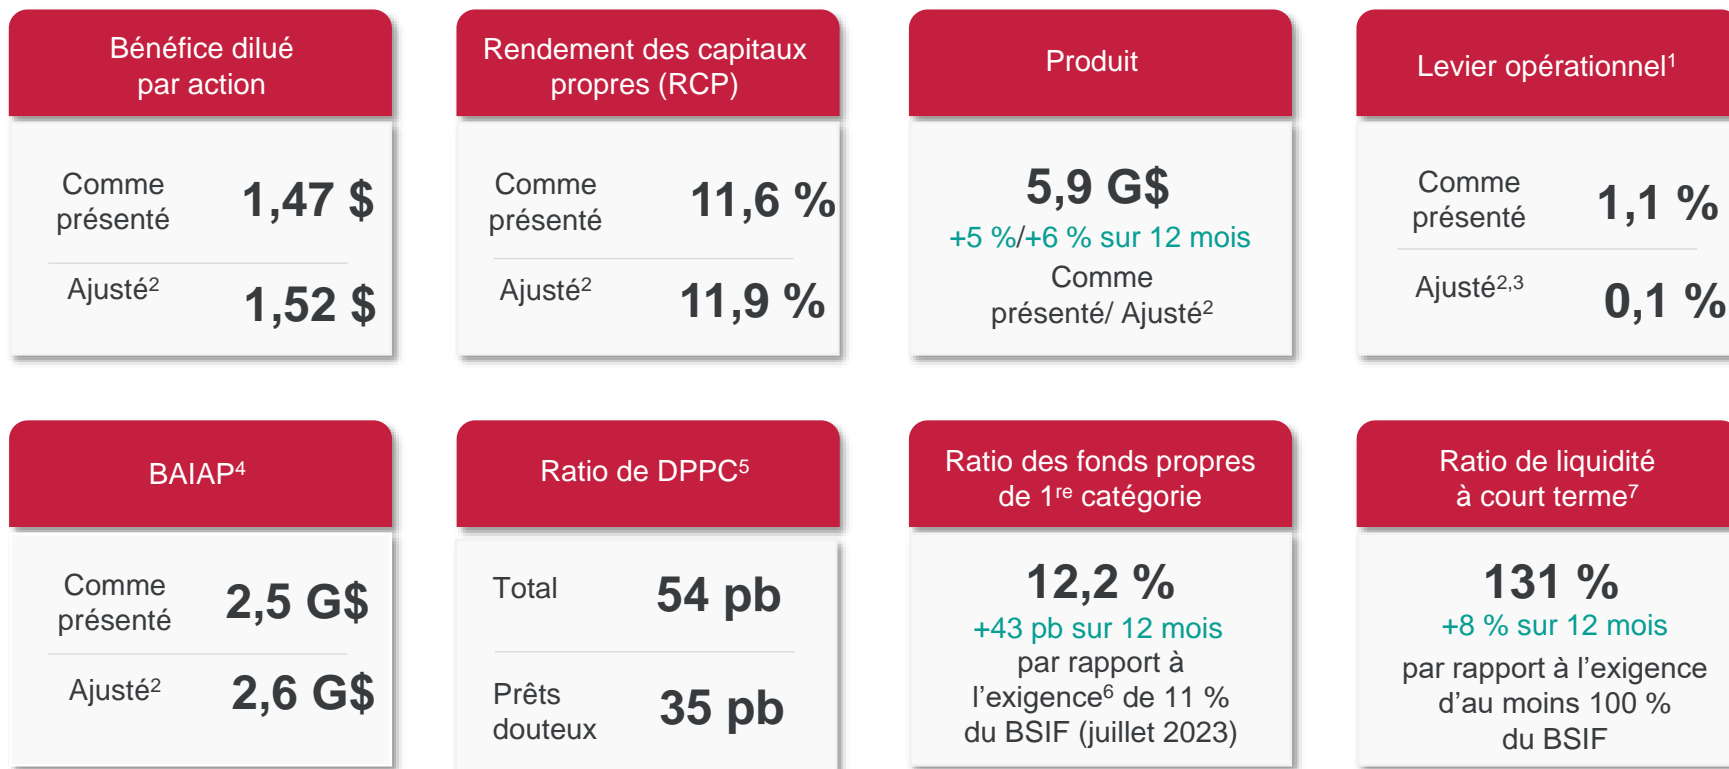 Bénéfice dilué
par action
Comme
présenté
1,47 $
Ajusté2
1,52 $
Rendement des capitaux
propres (RCP)
Comme
présenté
11,6 %
Ajusté2
11,9 %
Produit
5,9 G$
+5 %/+6 % sur 12 mois
Comme
présenté/ Ajusté2
Levier opérationnel1
Comme
présenté
1,1 %
Ajusté2,3
0,1 %
BAIAP4
Comme
présenté
2,5 G$
Ajusté2
2,6 G$
Ratio de DPPC5
Total
54 pb
Prêts
douteux
35 pb
Ratio des fonds propres
de 1re catégorie
12,2 %
+43 pb sur 12 mois
par rapport à
l’exigence6 de 11 %
du BSIF (juillet 2023)
Ratio de liquidité
à court terme7
131 %
+8 % sur 12 mois
par rapport à l’exigence
d’au moins 100 %
du BSIF